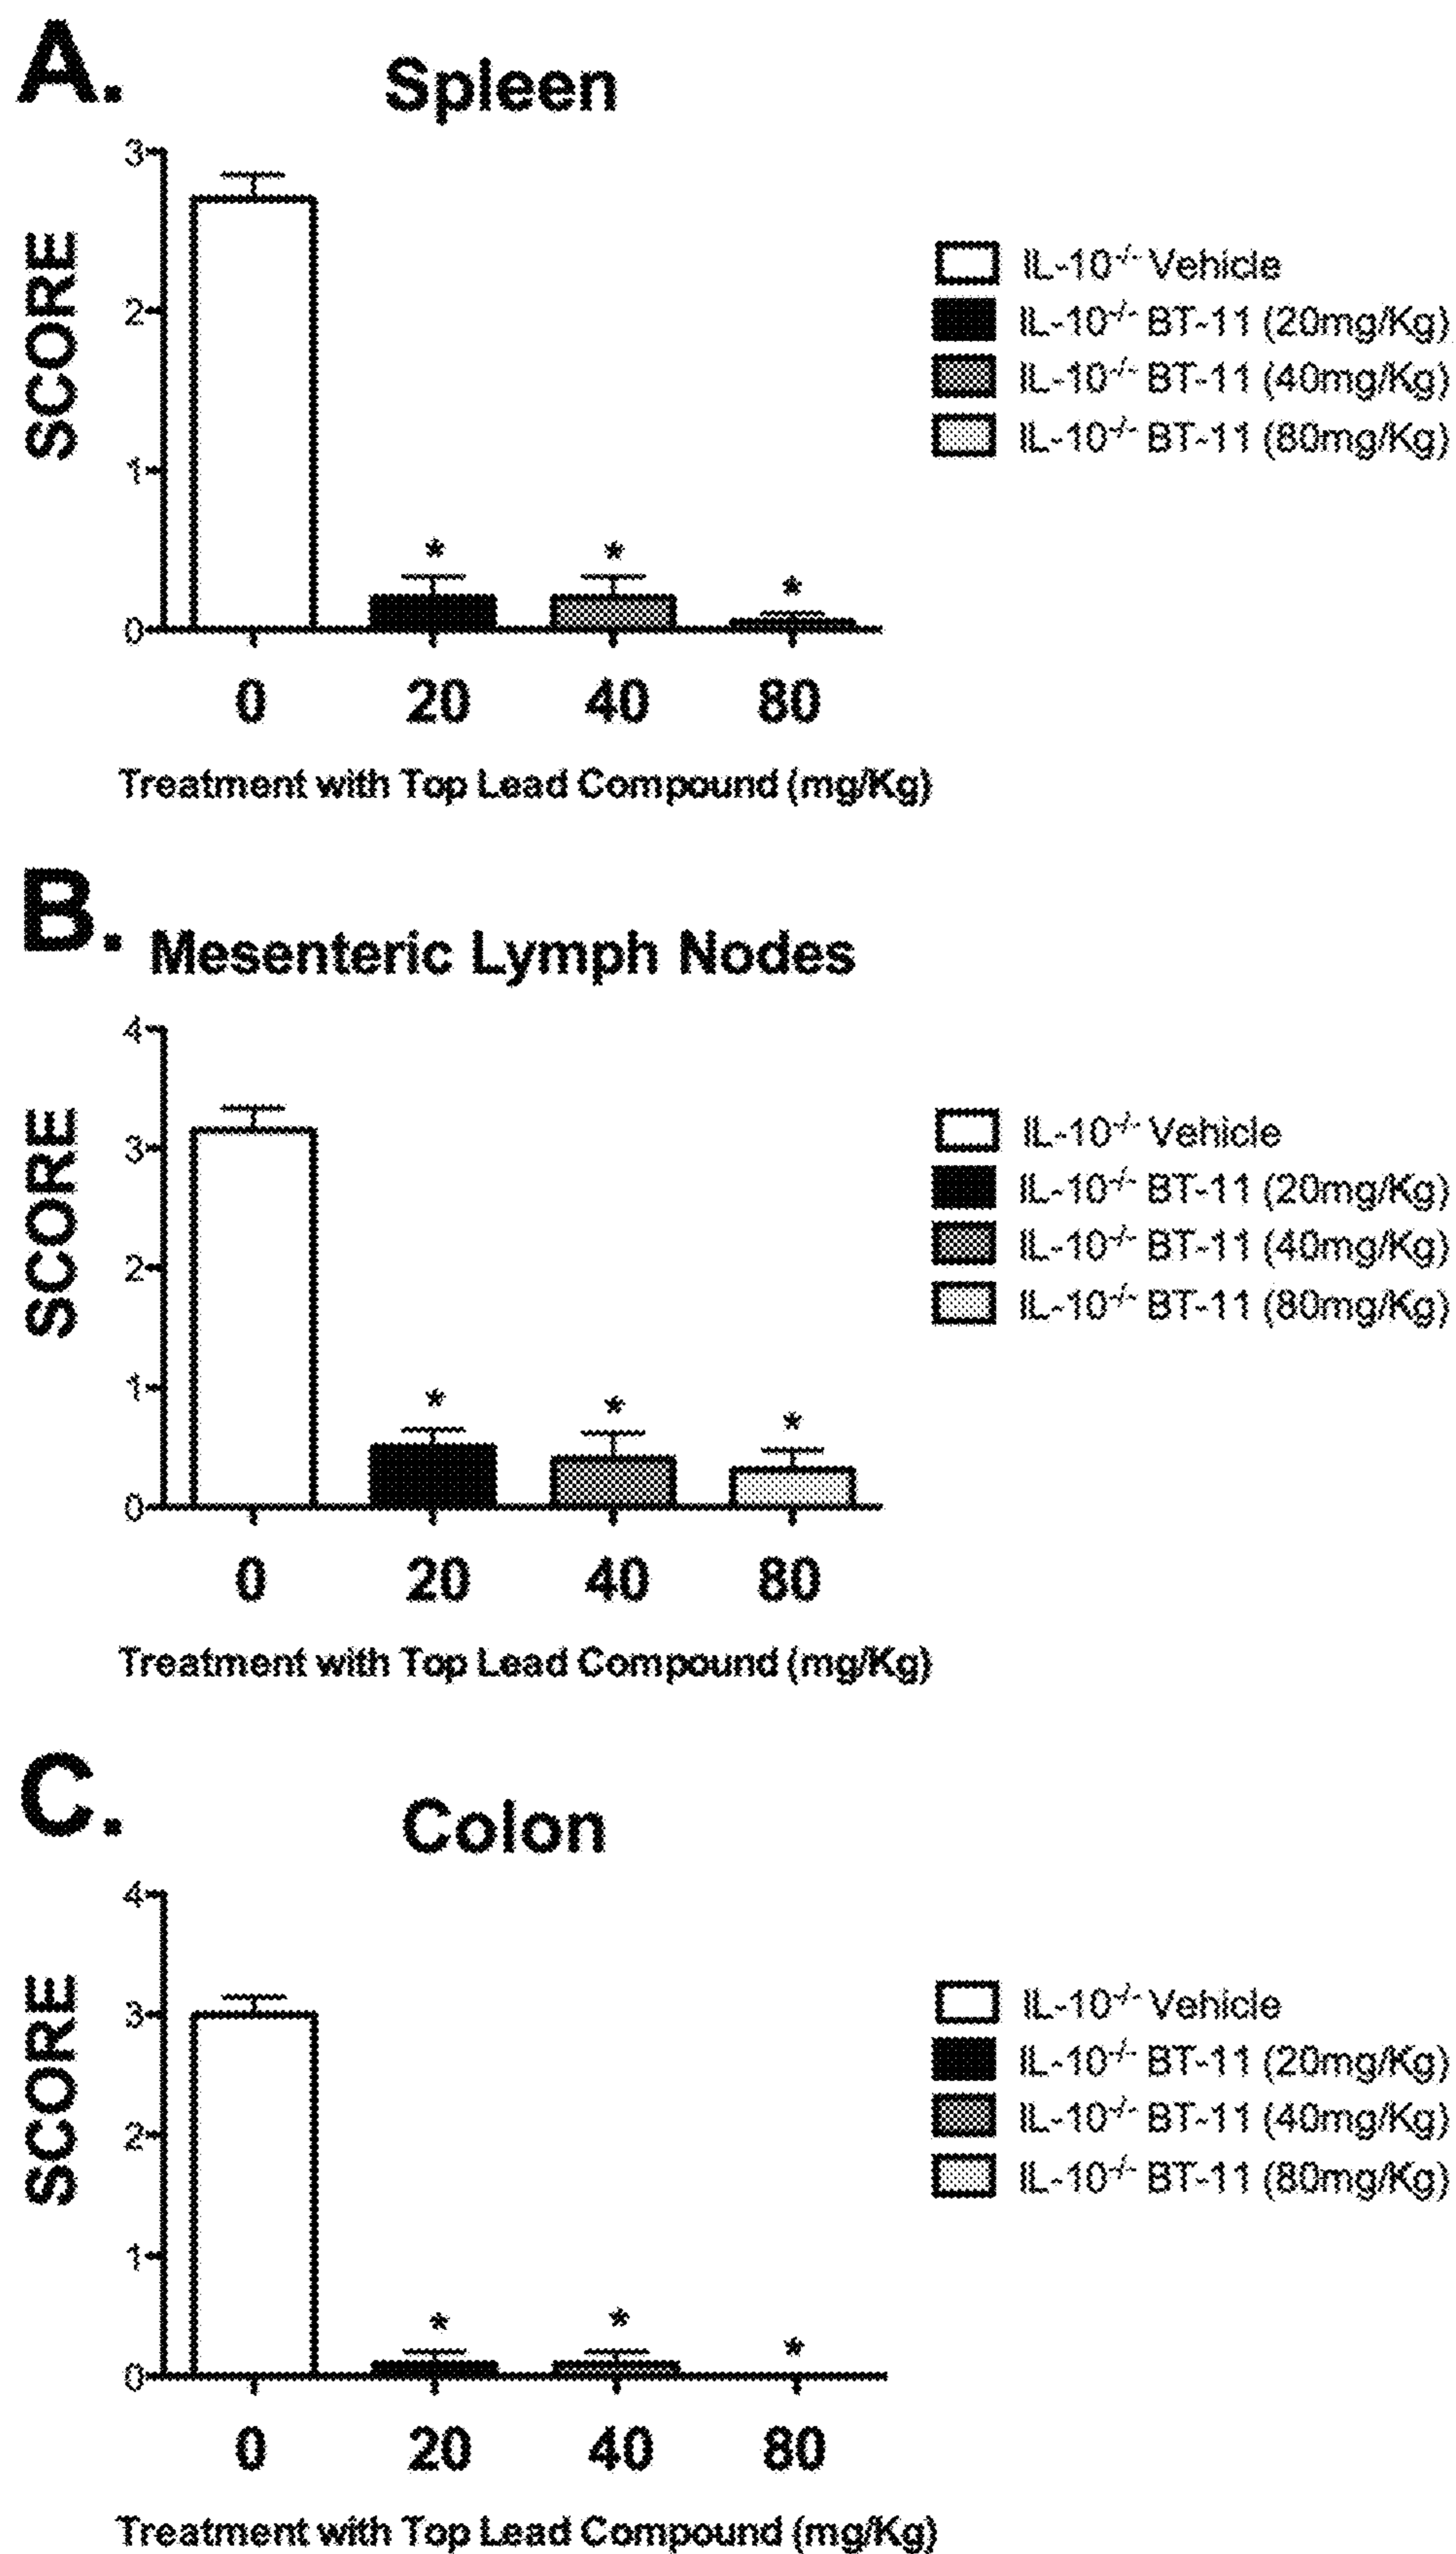 A.
Spleen
SCORE
3
2
1
0
0 20 40 80
Treatment with Top Lead Compound (mg/Kg)
IL-10-/- Vehicle
IL-10-/- BT-11 (20mg/Kg)
IL-10-/- BT-11 (40mg/Kg)
IL-10-/- BT-11 (80mg/Kg)
* * *
B.
Mesenteric Lymph Nodes
SCORE
4
3
2
1
0
0 20 40 80
Treatment with Top Lead Compound (mg/Kg)
IL-10-/- Vehicle
IL-10-/- BT-11 (20mg/Kg)
IL-10-/- BT-11 (40mg/Kg)
IL-10-/- BT-11 (80mg/Kg)
* * *
C.
Colon
SCORE
4
3
2
1
0
0 20 40 80
Treatment with Top Lead Compound (mg/Kg)
IL-10-/- Vehicle
IL-10-/- BT-11 (20mg/Kg)
IL-10-/- BT-11 (40mg/Kg)
IL-10-/- BT-11 (80mg/Kg)
* * *